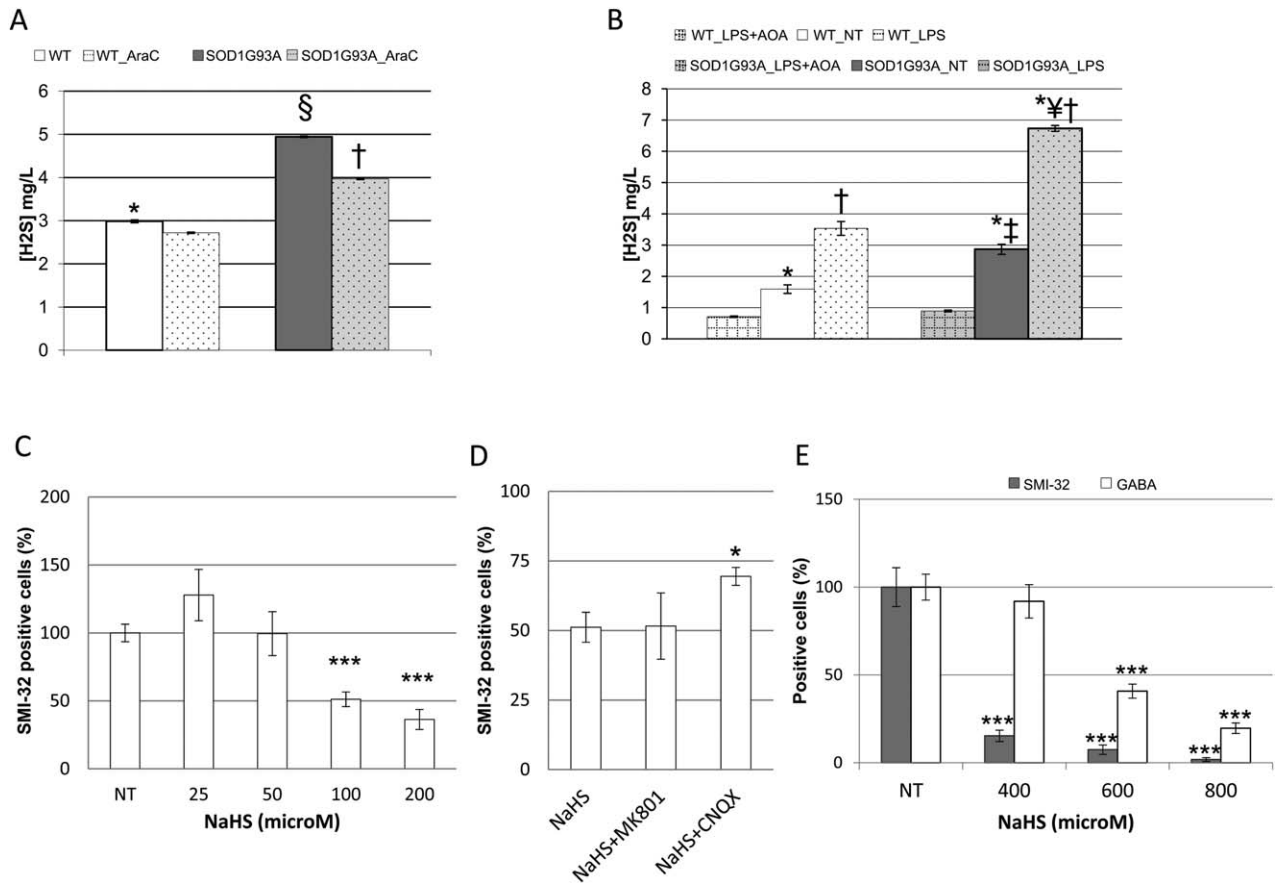 A
WT WT_AraC SOD1G93A SOD1G93A_AraC
[H2S] mg/L
6
5
4
3
2
1
0
*
§
†
B
WT_LPS+AOA WT_NT WT_LPS
SOD1G93A_LPS+AOA SOD1G93A_NT SOD1G93A_LPS
[H2S] mg/L
8
7
6
5
4
3
2
1
0
*
†
*‡
*¥†
C
SMI-32 positive cells (%)
200
150
100
50
0
***
***
NT 25 50 100 200
NaHS (microM)
D
SMI-32 positive cells (%)
100
75
50
25
0
*
NaHS
NaHS+MK801
NaHS+CNQX
E
SMI-32 GABA
Positive cells (%)
150
100
50
0
***
***
***
***
***
NT 400 600 800
NaHS (microM)